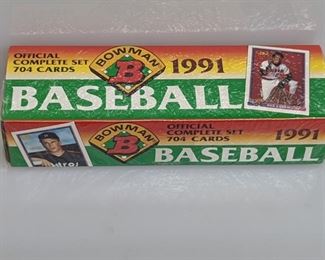 OFFICIAL
COMPLETE SET
704 CARDS
BOWMAN
B
1991
BASEBALL
BOWMAN
B
OFFICIAL
COMPLETE SET
704 CARDS
1991
BASEBALL